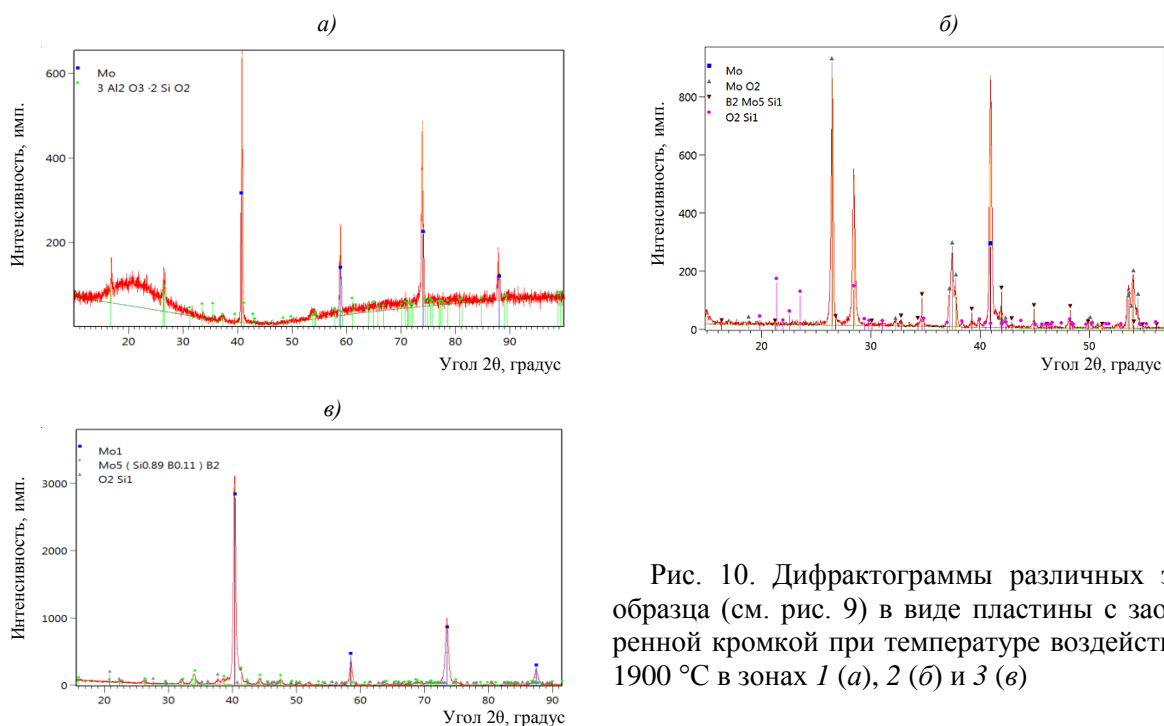 а)
Интенсивность, имп.
600
400
200
Mo
3 Al2 O3 ·2 Si O2
20 30 40 50 60 70 80 90
Угол 2θ, градус
б)
Интенсивность, имп.
800
600
400
200
0
Mo
Mo O2
B2 Mo5 Si1
O2 Si1
20 30 40 50
Угол 2θ, градус
в)
Интенсивность, имп.
3000
2000
1000
0
Mo1
Mo5 ( Si0.89 B0.11 ) B2
O2 Si1
20 30 40 50 60 70 80 90
Угол 2θ, градус
Рис. 10. Дифрактограммы различных з
образца (см. рис. 9) в виде пластины с зао
ренной кромкой при температуре воздейств
1900 °С в зонах 1 (а), 2 (б) и 3 (в)